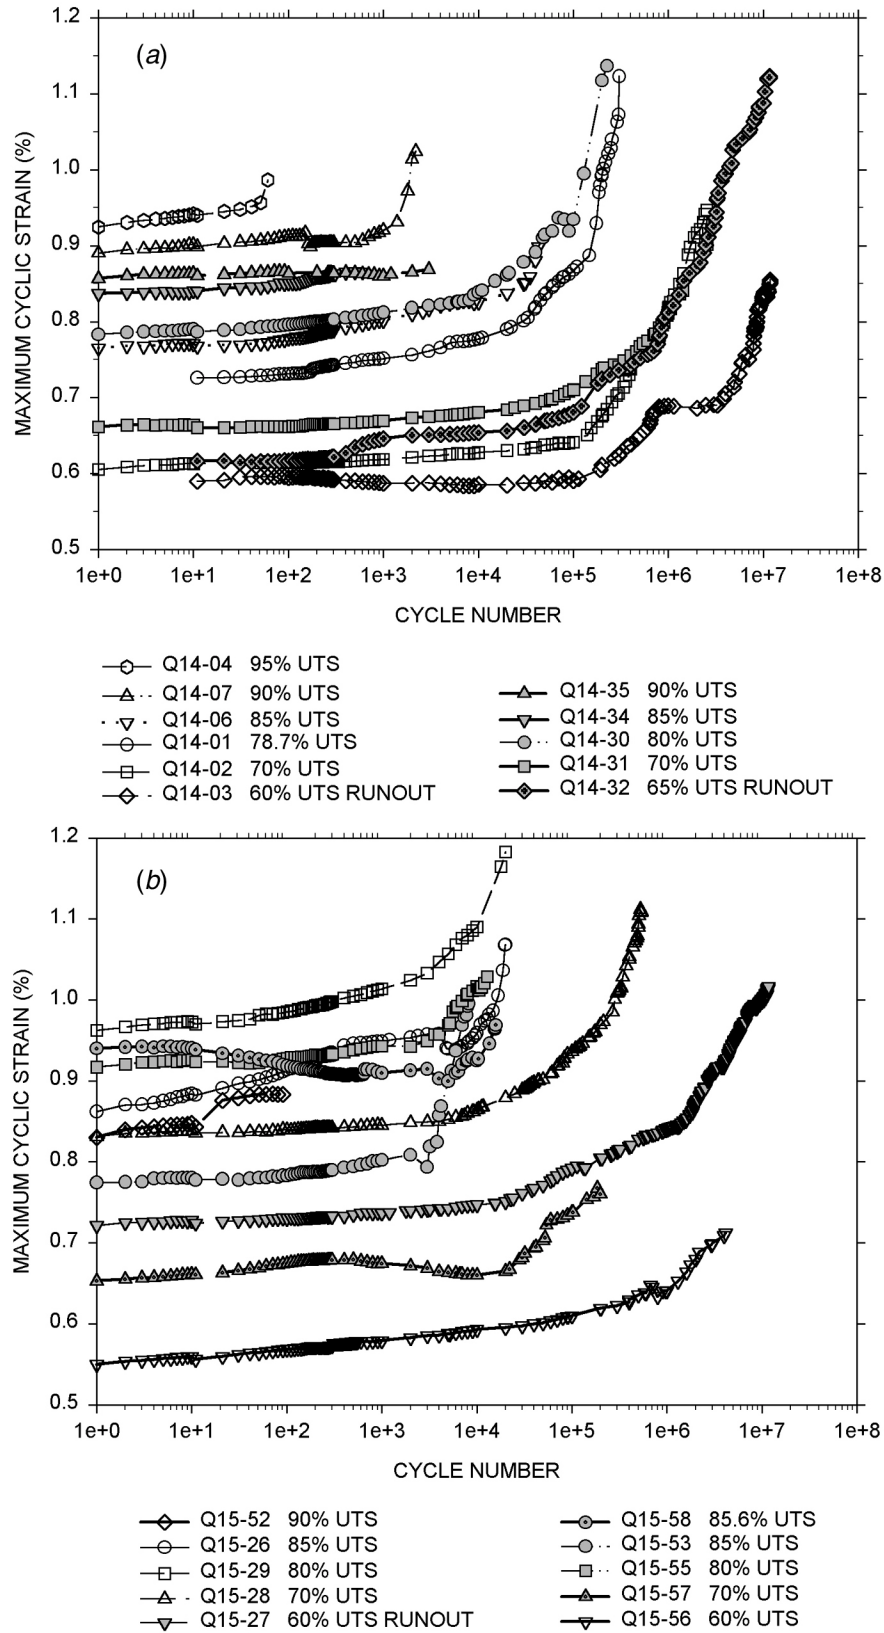 (a)
1.2
1.1
1.0
0.9
0.8
0.7
0.6
0.5
MAXIMUM CYCLIC STRAIN (%)
1e+0 1e+1 1e+2 1e+3 1e+4 1e+5 1e+6 1e+7 1e+8
CYCLE NUMBER
Q14-04 95% UTS
Q14-07 90% UTS
Q14-06 85% UTS
Q14-01 78.7% UTS
Q14-02 70% UTS
Q14-03 60% UTS RUNOUT
Q14-35 90% UTS
Q14-34 85% UTS
Q14-30 80% UTS
Q14-31 70% UTS
Q14-32 65% UTS RUNOUT
(b)
1.2
1.1
1.0
0.9
0.8
0.7
0.6
0.5
MAXIMUM CYCLIC STRAIN (%)
1e+0 1e+1 1e+2 1e+3 1e+4 1e+5 1e+6 1e+7 1e+8
CYCLE NUMBER
Q15-52 90% UTS
Q15-26 85% UTS
Q15-29 80% UTS
Q15-28 70% UTS
Q15-27 60% UTS RUNOUT
Q15-58 85.6% UTS
Q15-53 85% UTS
Q15-55 80% UTS
Q15-57 70% UTS
Q15-56 60% UTS